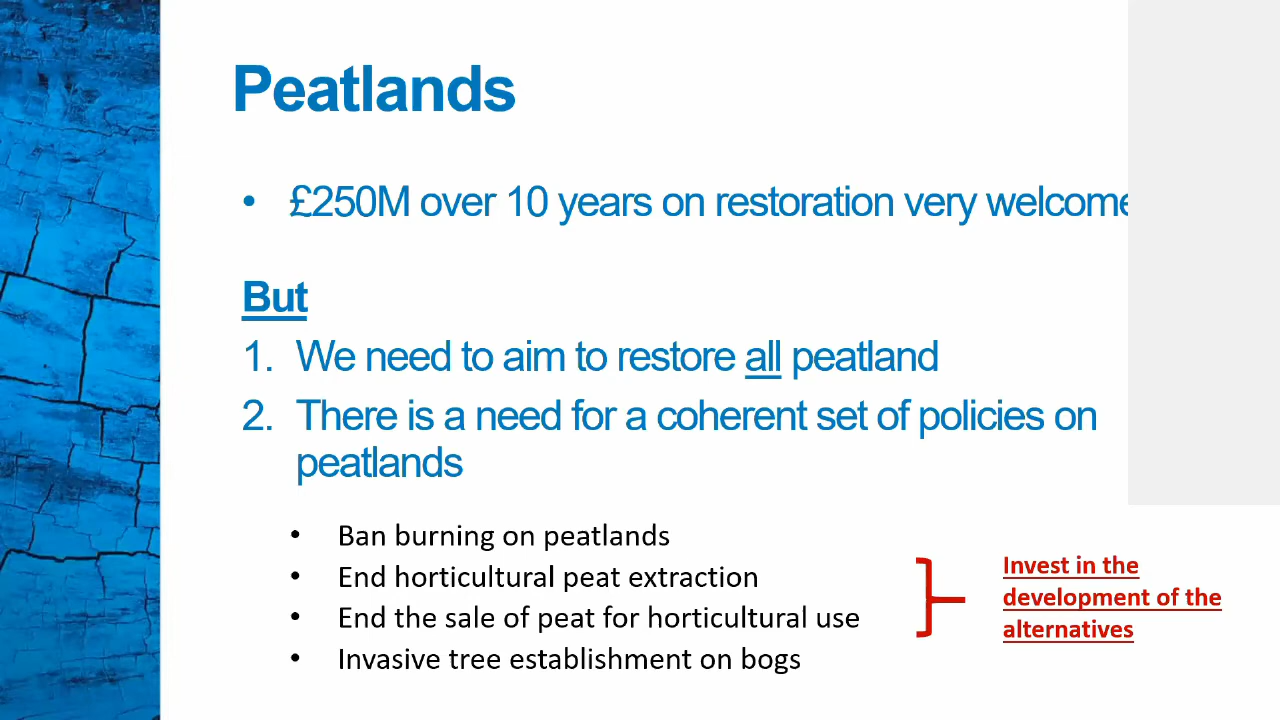 Peatlands
• £250M over 10 years on restoration very welcome
But
1. We need to aim to restore all peatland
2. There is a need for a coherent set of policies on
peatlands
• Ban burning on peatlands
• End horticultural peat extraction
• End the sale of peat for horticultural use
• Invasive tree establishment on bogs
Invest in the
development of the
alternatives